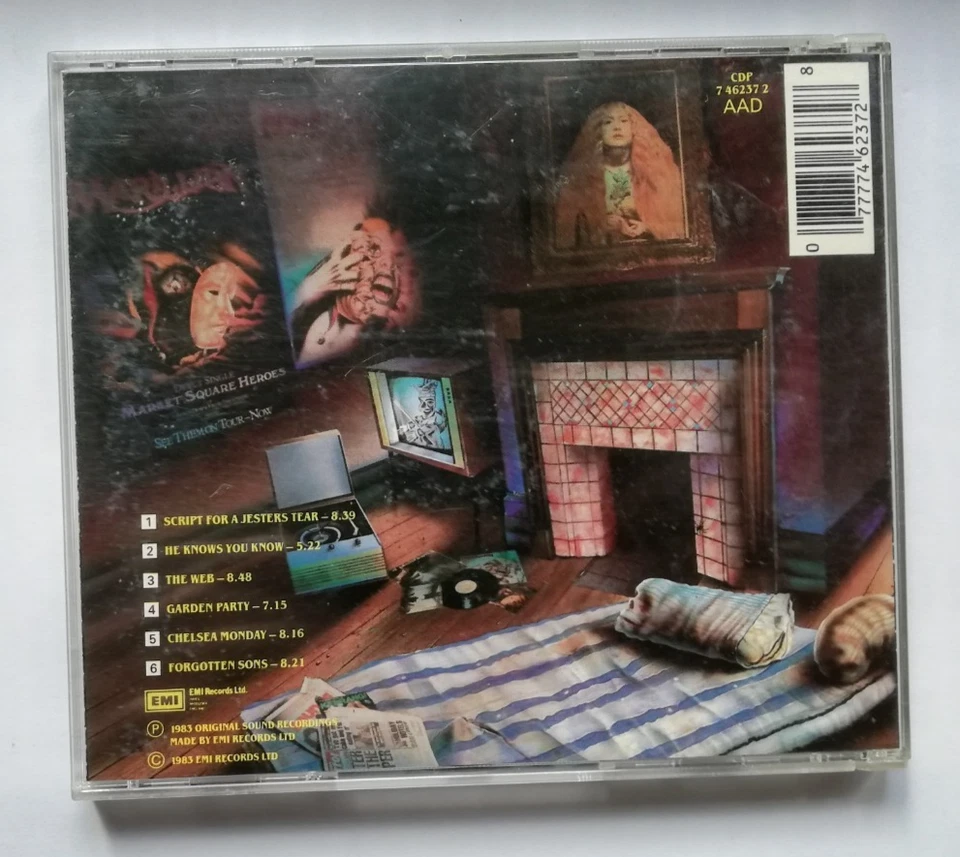 CDP
7 46237 2
AAD
8
77774 62372
0
MARILLION
DEBUT SINGLE
MARKET SQUARE HEROES
SEE THEM ON TOUR–NOW
1 SCRIPT FOR A JESTERS TEAR – 8.39
2 HE KNOWS YOU KNOW – 5.22
3 THE WEB – 8.48
4 GARDEN PARTY – 7.15
5 CHELSEA MONDAY – 8.16
6 FORGOTTEN SONS – 8.21
EMI EMI Records Ltd.
Ⓟ 1983 ORIGINAL SOUND RECORDINGS
MADE BY EMI RECORDS LTD
© 1983 EMI RECORDS LTD